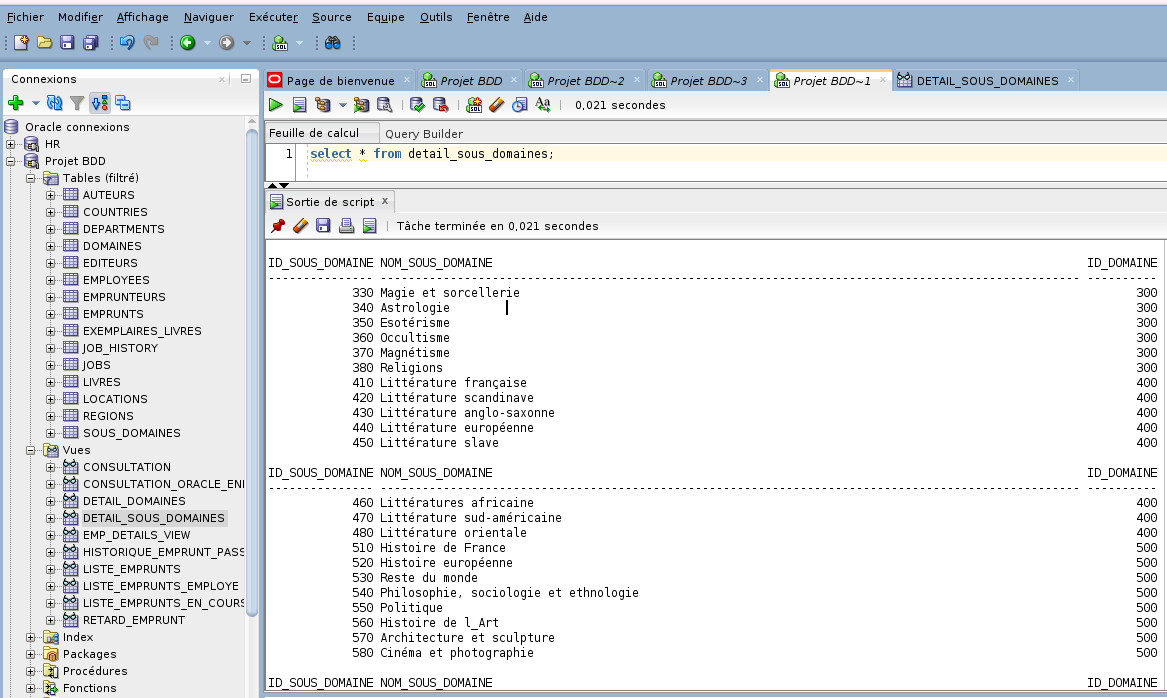 Fichier Modifier Affichage Naviguer Exécuter Source Equipe Outils Fenêtre Aide
Connexions
Oracle connexions
HR
Projet BDD
Tables (filtré)
AUTEURS
COUNTRIES
DEPARTMENTS
DOMAINES
EDITEURS
EMPLOYEES
EMPRUNTEURS
EMPRUNTS
EXEMPLAIRES_LIVRES
JOB_HISTORY
JOBS
LIVRES
LOCATIONS
REGIONS
SOUS_DOMAINES
Vues
CONSULTATION
CONSULTATION_ORACLE_ENI
DETAIL_DOMAINES
DETAIL_SOUS_DOMAINES
EMP_DETAILS_VIEW
HISTORIQUE_EMPRUNT_PASS
LISTE_EMPRUNTS
LISTE_EMPRUNTS_EMPLOYE
LISTE_EMPRUNTS_EN_COURS
RETARD_EMPRUNT
Index
Packages
Procédures
Fonctions
Page de bienvenue Projet BDD Projet BDD~2 Projet BDD~3 Projet BDD~1 DETAIL_SOUS_DOMAINES
0,021 secondes
Feuille de calcul Query Builder
1 select * from detail_sous_domaines;
Sortie de script
Tâche terminée en 0,021 secondes
ID_SOUS_DOMAINE NOM_SOUS_DOMAINE ID_DOMAINE
330 Magie et sorcellerie 300
340 Astrologie 300
350 Esotérisme 300
360 Occultisme 300
370 Magnétisme 300
380 Religions 300
410 Littérature française 400
420 Littérature scandinave 400
430 Littérature anglo-saxonne 400
440 Littérature européenne 400
450 Littérature slave 400
ID_SOUS_DOMAINE NOM_SOUS_DOMAINE ID_DOMAINE
460 Littératures africaine 400
470 Littérature sud-américaine 400
480 Littérature orientale 400
510 Histoire de France 500
520 Histoire européenne 500
530 Reste du monde 500
540 Philosophie, sociologie et ethnologie 500
550 Politique 500
560 Histoire de l_Art 500
570 Architecture et sculpture 500
580 Cinéma et photographie 500
ID_SOUS_DOMAINE NOM_SOUS_DOMAINE ID_DOMAINE